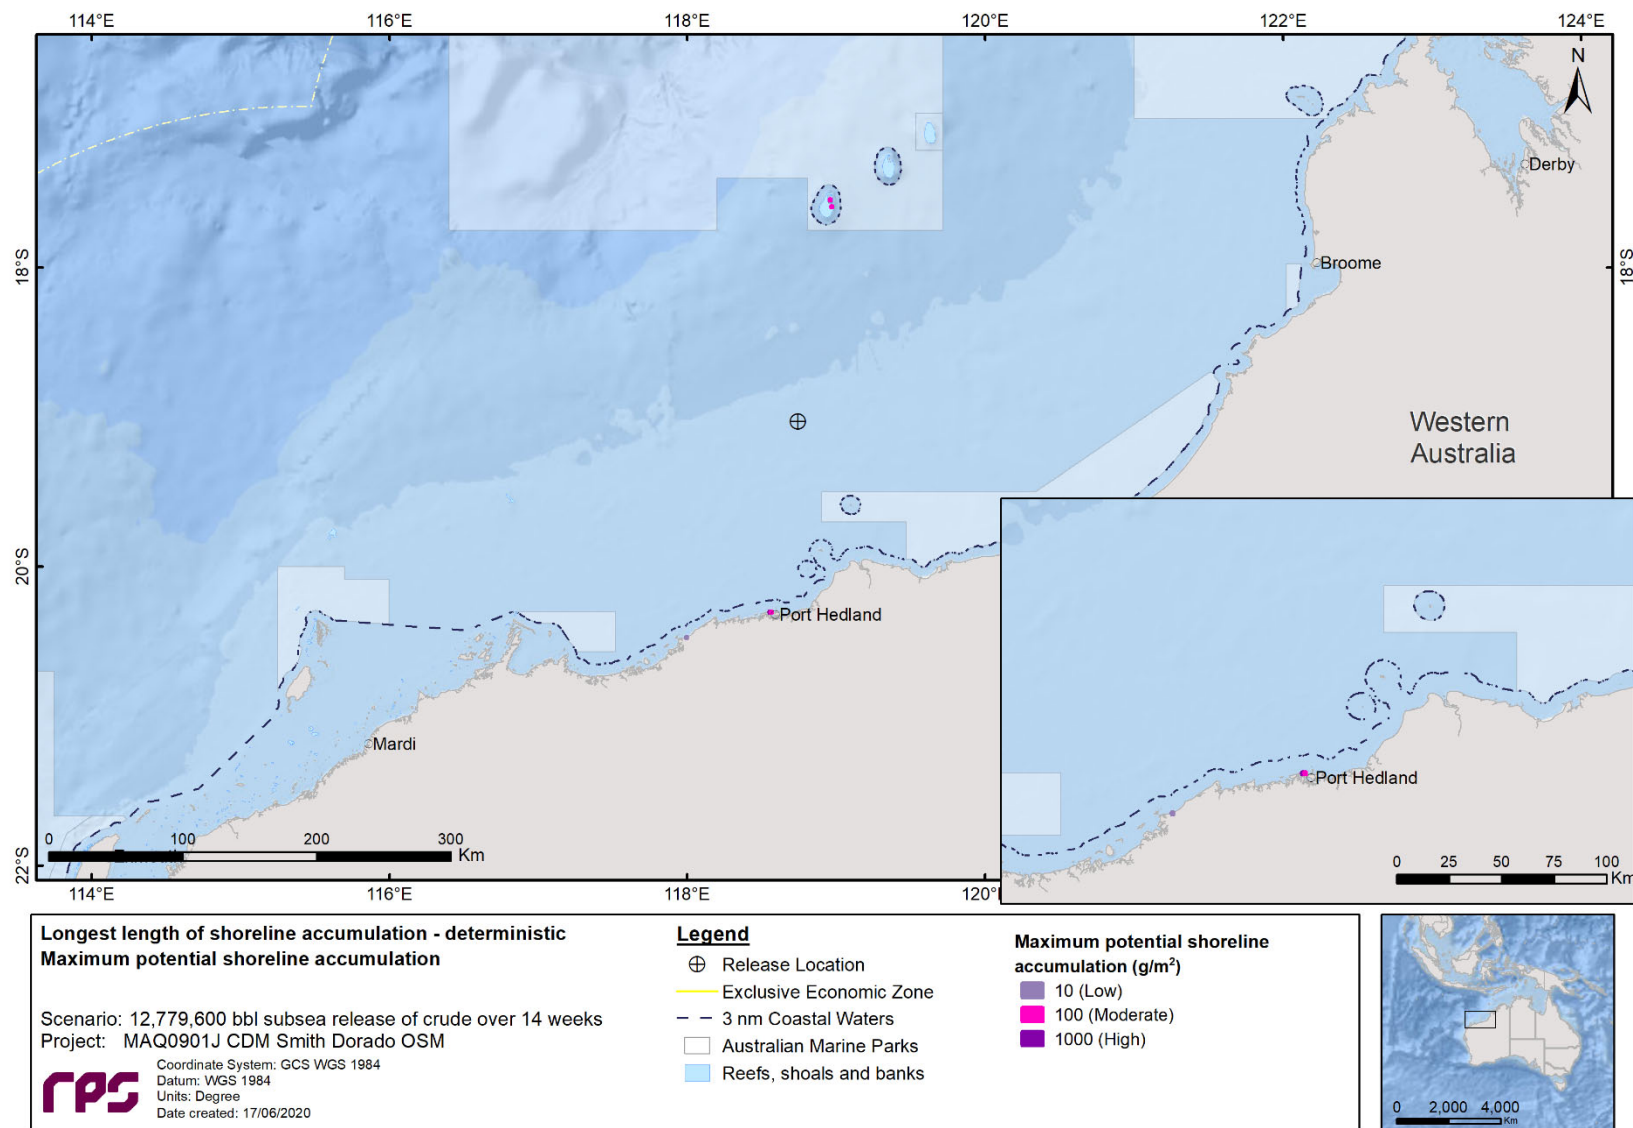 114°E 116°E 118°E 120°E 122°E 124°E
N
Derby
18°S
Broome
18°S
Western
Australia
20°S
Port Hedland
Mardi
Port Hedland
0 100 200 300
Km
22°S
0 25 50 75 100
Km
114°E 116°E 118°E
Longest length of shoreline accumulation - deterministic
Maximum potential shoreline accumulation
Scenario: 12,779,600 bbl subsea release of crude over 14 weeks
Project: MAQ0901J CDM Smith Dorado OSM
rps
Coordinate System: GCS WGS 1984
Datum: WGS 1984
Units: Degree
Date created: 17/06/2020
Legend
Release Location
Exclusive Economic Zone
3 nm Coastal Waters
Australian Marine Parks
Reefs, shoals and banks
Maximum potential shoreline
accumulation (g/m²)
10 (Low)
100 (Moderate)
1000 (High)
0 2,000 4,000
Km